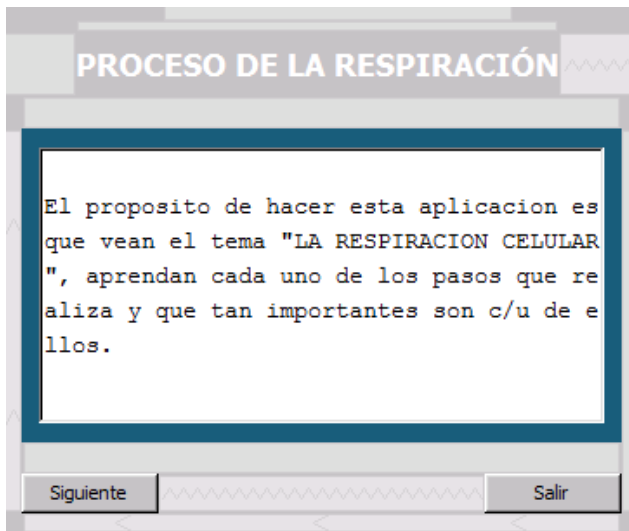 PROCESO DE LA RESPIRACIÓN
El proposito de hacer esta aplicacion es
que vean el tema "LA RESPIRACION CELULAR
", aprendan cada uno de los pasos que re
aliza y que tan importantes son c/u de e
llos.
Siguiente Salir